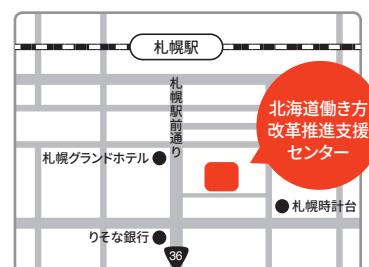 札幌駅
札幌駅前通り
北海道働き方
改革推進支援
センター
札幌グランドホテル
札幌時計台
りそな銀行
36